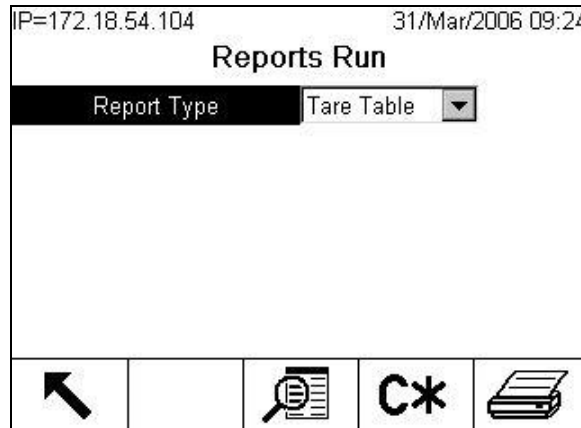 IP=172.18.54.104 31/Mar/2006 09:24
Reports Run
Report Type Tare Table
C*